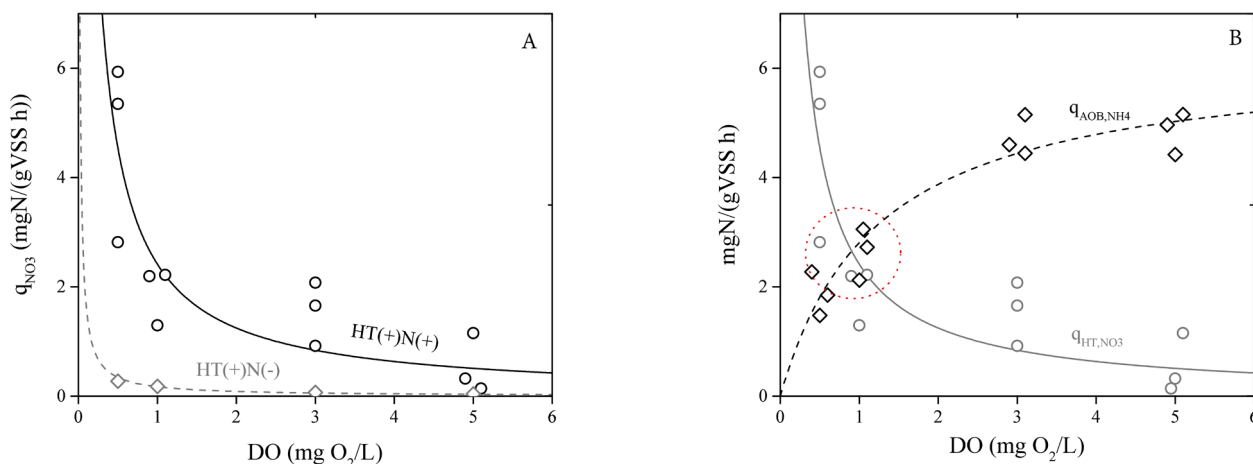 A
q_NO3 (mgN/(gVSS h))
6
4
2
0
HT(+)N(+)
HT(+)N(-)
0 1 2 3 4 5 6
DO (mg O2/L)
B
mgN/(gVSS h)
6
4
2
0
q_AOB,NH4
q_HT,NO3
0 1 2 3 4 5 6
DO (mg O2/L)